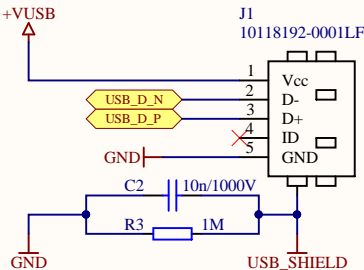 +VUSB
J1
10118192-0001LF
1 Vcc
USB_D_N 2 D-
USB_D_P 3 D+
4 ID
GND 5 GND
C2 10n/1000V
R3 1M
GND USB_SHIELD